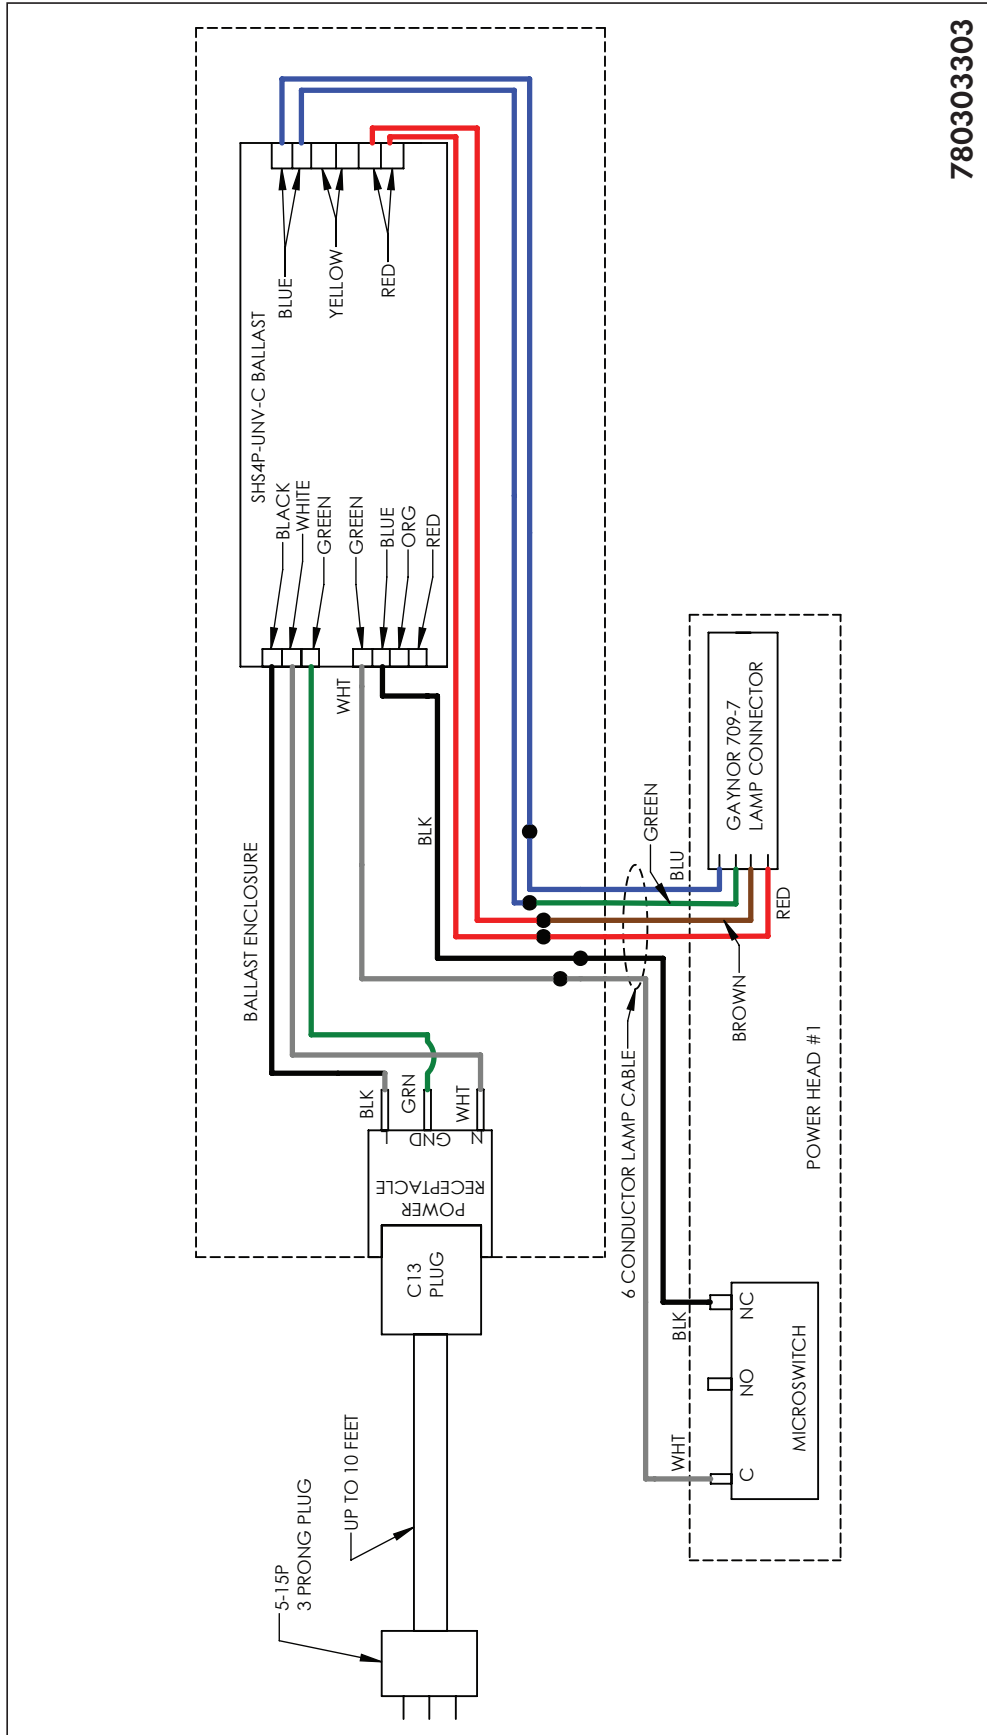 780303303
SHS4P-UNV-C BALLAST
BLUE
YELLOW
RED
BLACK
WHITE
GREEN
GREEN
BLUE
ORG
RED
WHT
BLK
BALLAST ENCLOSURE
BLK
GRN
WHT
L
GND
N
POWER
RECEPTACLE
C13
PLUG
UP TO 10 FEET
5-15P
3 PRONG PLUG
6 CONDUCTOR LAMP CABLE
GREEN
BLU
RED
BROWN
GAYNOR 709-7
LAMP CONNECTOR
POWER HEAD #1
BLK
WHT
NC
NO
C
MICROSWITCH